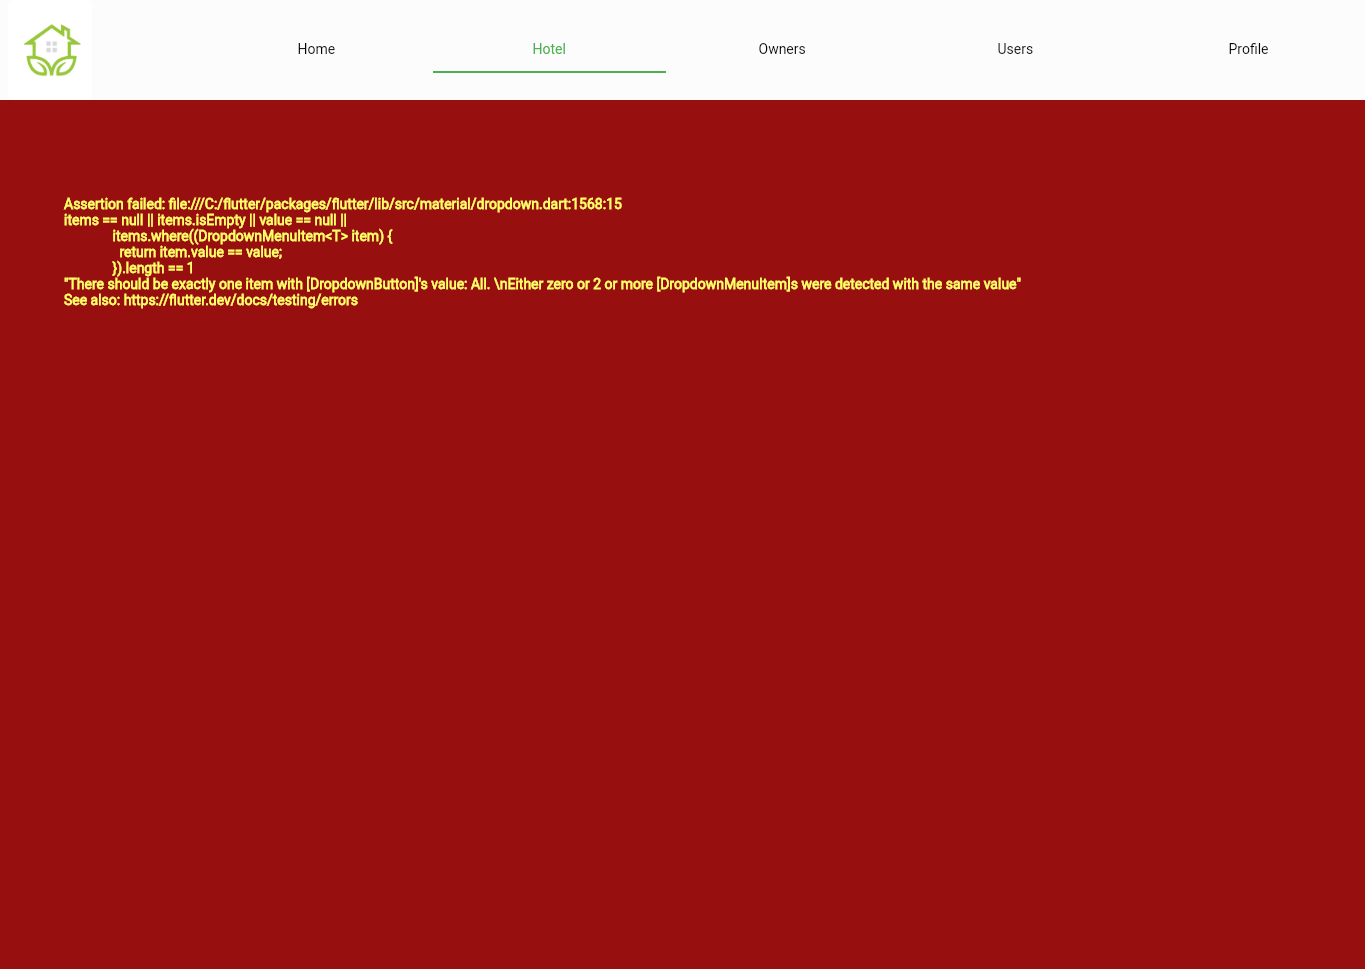 Home Hotel Owners Users Profile
Assertion failed: file:///C:/flutter/packages/flutter/lib/src/material/dropdown.dart:1568:15
items == null || items.isEmpty || value == null ||
items.where((DropdownMenuItem<T> item) {
return item.value == value;
}).length == 1
"There should be exactly one item with [DropdownButton]'s value: All. \nEither zero or 2 or more [DropdownMenuItem]s were detected with the same value"
See also: https://flutter.dev/docs/testing/errors